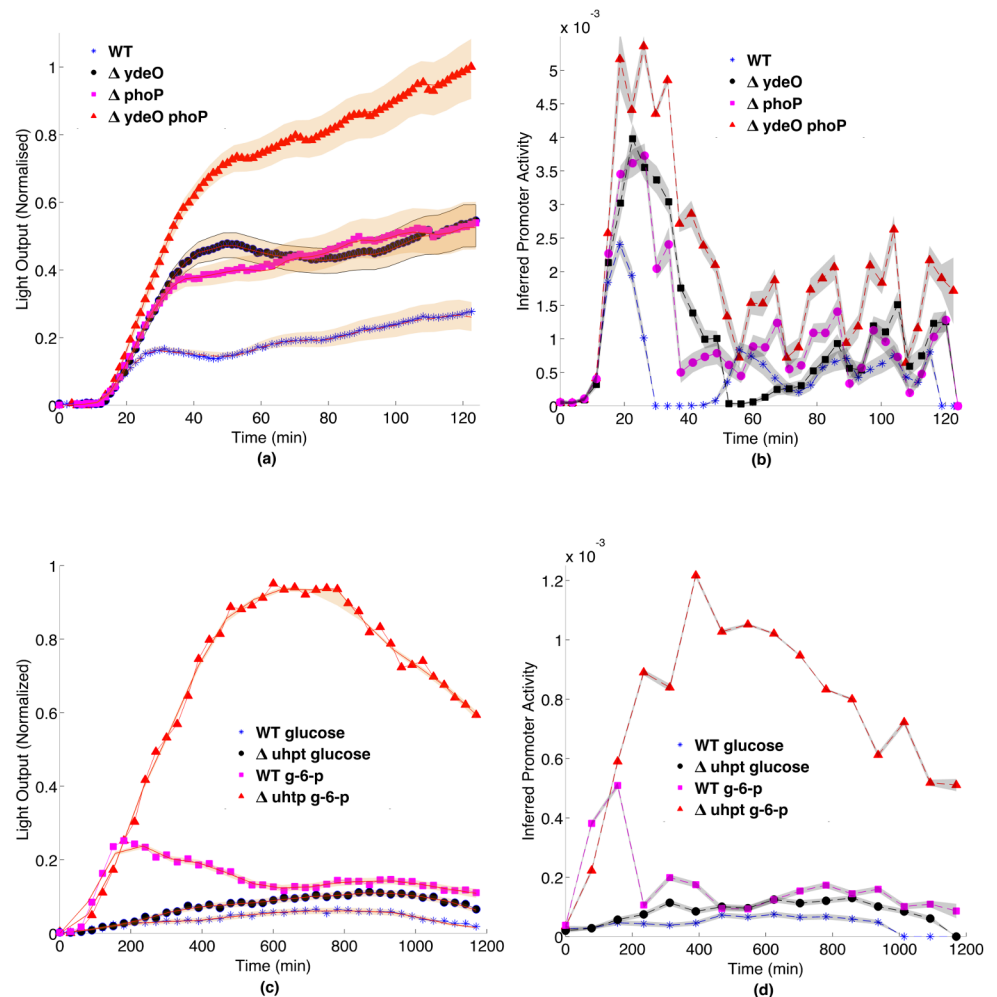 WT
Δ ydeO
Δ phoP
Δ ydeO phoP
Light Output (Normalised)
1
0.8
0.6
0.4
0.2
0
0 20 40 60 80 100 120
Time (min)
(a)
x 10⁻³
WT
Δ ydeO
Δ phoP
Δ ydeO phoP
Inferred Promoter Activity
5
4.5
4
3.5
3
2.5
2
1.5
1
0.5
0
0 20 40 60 80 100 120
Time (min)
(b)
Light Output (Normalized)
1
0.8
0.6
0.4
0.2
0
WT glucose
Δ uhpt glucose
WT g-6-p
Δ uhtp g-6-p
0 200 400 600 800 1000 1200
Time (min)
(c)
x 10⁻³
Inferred Promoter Activity
1.2
1
0.8
0.6
0.4
0.2
0
WT glucose
Δ uhpt glucose
WT g-6-p
Δ uhpt g-6-p
0 200 400 600 800 1000 1200
Time (min)
(d)